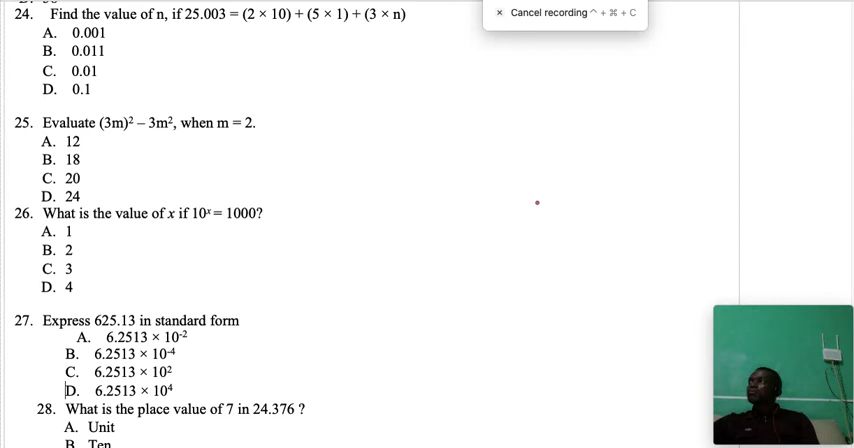 24. Find the value of n, if 25.003 = (2 × 10) + (5 × 1) + (3 × n)
A. 0.001
B. 0.011
C. 0.01
D. 0.1
× Cancel recording ^ + ⌘ + C
25. Evaluate (3m)² – 3m², when m = 2.
A. 12
B. 18
C. 20
D. 24
26. What is the value of x if 10ˣ = 1000?
A. 1
B. 2
C. 3
D. 4
27. Express 625.13 in standard form
A. 6.2513 × 10⁻²
B. 6.2513 × 10⁻⁴
C. 6.2513 × 10²
D. 6.2513 × 10⁴
28. What is the place value of 7 in 24.376 ?
A. Unit
B. Ten